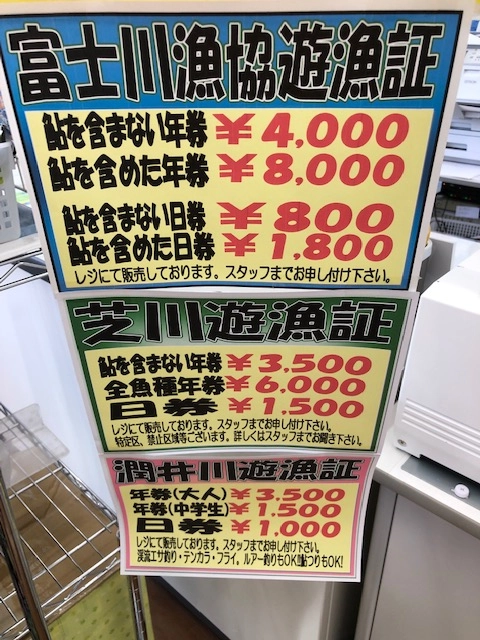 富士川漁協遊漁証
鮎を含まない年券 ￥4,000
鮎を含めた年券 ￥8,000
鮎を含まない日券 ￥800
鮎を含めた日券 ￥1,800
レジにて販売しております。スタッフまでお申し付け下さい。
芝川遊漁証
鮎を含まない年券 ￥3,500
全魚種年券 ￥6,000
日券 ￥1,500
レジにて販売しております。スタッフまでお申し付け下さい。
特定区、禁止区域等ございます。詳しくはスタッフまでお聞き下さい。
潤井川遊漁証
年券(大人) ￥3,500
年券(中学生) ￥1,500
日券 ￥1,000
レジにて販売しております。スタッフまでお申し付け下さい。
渓流エサ釣り・テンカラ・フライ。ルアー釣りもOK!鮎つりもOK!